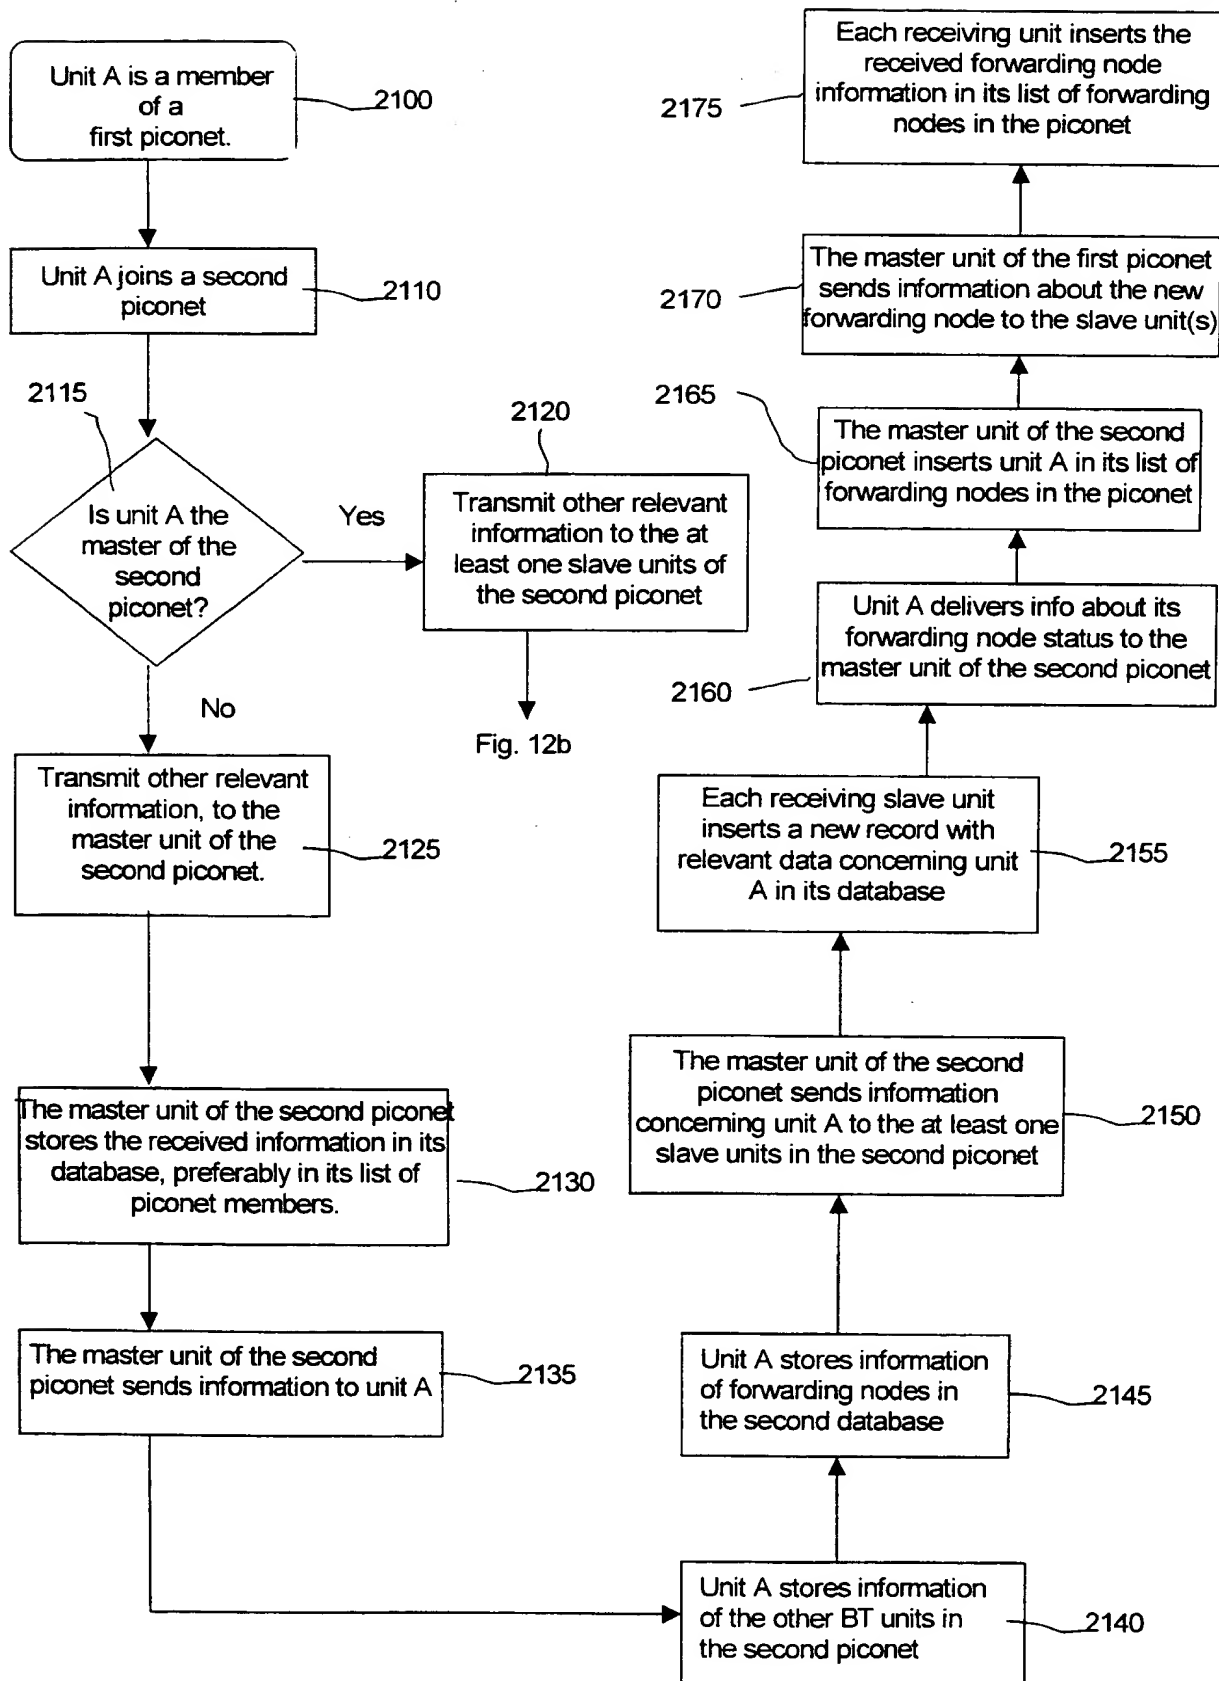 Unit A is a member
of a
first piconet.
2100
Unit A joins a second
piconet
2110
2115
Is unit A the
master of the
second
piconet?
Yes
No
2120
Transmit other relevant
information to the at
least one slave units of
the second piconet
Fig. 12b
Transmit other relevant
information, to the
master unit of the
second piconet.
2125
The master unit of the second piconet
stores the received information in its
database, preferably in its list of
piconet members.
2130
The master unit of the second
piconet sends information to unit A
2135
Unit A stores information
of the other BT units in
the second piconet
2140
Unit A stores information
of forwarding nodes in
the second database
2145
The master unit of the second
piconet sends information
concerning unit A to the at least one
slave units in the second piconet
2150
Each receiving slave unit
inserts a new record with
relevant data concerning unit
A in its database
2155
Unit A delivers info about its
forwarding node status to the
master unit of the second piconet
2160
The master unit of the second
piconet inserts unit A in its list of
forwarding nodes in the piconet
2165
The master unit of the first piconet
sends information about the new
forwarding node to the slave unit(s)
2170
Each receiving unit inserts the
received forwarding node
information in its list of forwarding
nodes in the piconet
2175